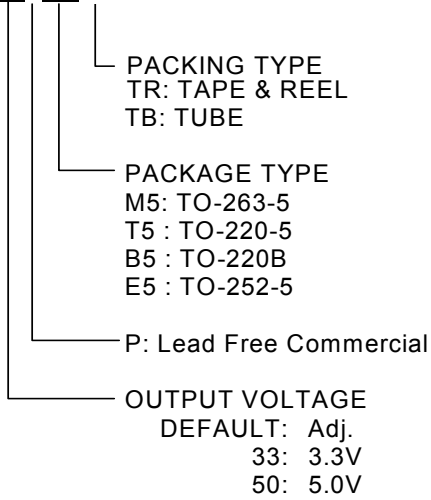 PACKING TYPE
TR: TAPE & REEL
TB: TUBE
PACKAGE TYPE
M5: TO-263-5
T5 : TO-220-5
B5 : TO-220B
E5 : TO-252-5
P: Lead Free Commercial
OUTPUT VOLTAGE
DEFAULT: Adj.
33: 3.3V
50: 5.0V